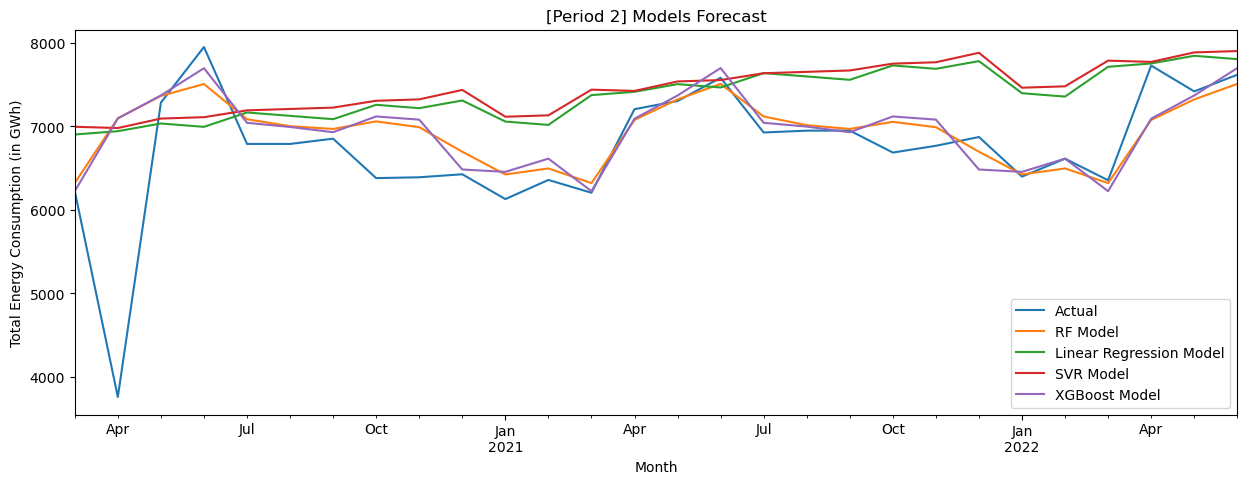 [Period 2] Models Forecast
Total Energy Consumption (in GWh)
8000
7000
6000
5000
4000
Apr
Jul
Oct
Jan
2021
Apr
Jul
Oct
Jan
2022
Apr
Month
Actual
RF Model
Linear Regression Model
SVR Model
XGBoost Model